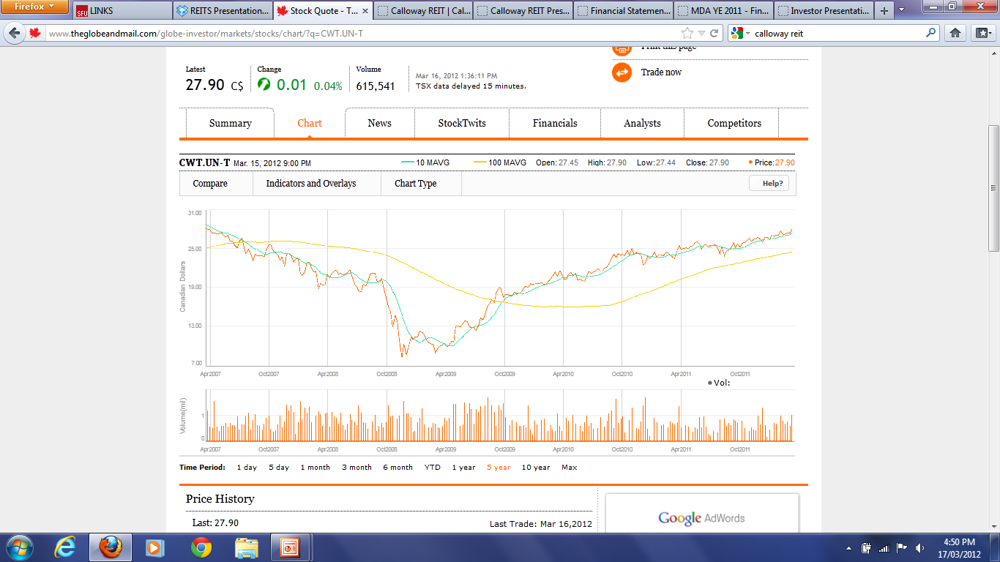 Firefox
SFU LINKS
REITS Presentation...
Stock Quote - T...
Calloway REIT | Cal...
Calloway REIT Pres...
Financial Statemen...
MDA YE 2011 - Fin...
Investor Presentati...
www.theglobeandmail.com/globe-investor/markets/stocks/chart/?q=CWT.UN-T
calloway reit
Print this page
Latest Change Volume
27.90 C$ 0.01 0.04% 615,541
Mar 16, 2012 1:36:11 PM
TSX data delayed 15 minutes.
Trade now
Summary Chart News StockTwits Financials Analysts Competitors
CWT.UN-T Mar. 15, 2012 9:00 PM 10 MAVG 100 MAVG Open: 27.45 High: 27.90 Low: 27.44 Close: 27.90 Price: 27.90
Compare Indicators and Overlays Chart Type Help?
Canadian Dollars
31.00
25.00
19.00
13.00
7.00
Apr2007 Oct2007 Apr2008 Oct2008 Apr2009 Oct2009 Apr2010 Oct2010 Apr2011 Oct2011
Vol:
Volume(mil)
1
0
Apr2007 Oct2007 Apr2008 Oct2008 Apr2009 Oct2009 Apr2010 Oct2010 Apr2011 Oct2011
Time Period: 1 day 5 day 1 month 3 month 6 month YTD 1 year 5 year 10 year Max
Price History
Last: 27.90 Last Trade: Mar 16,2012
Google AdWords
4:50 PM
17/03/2012